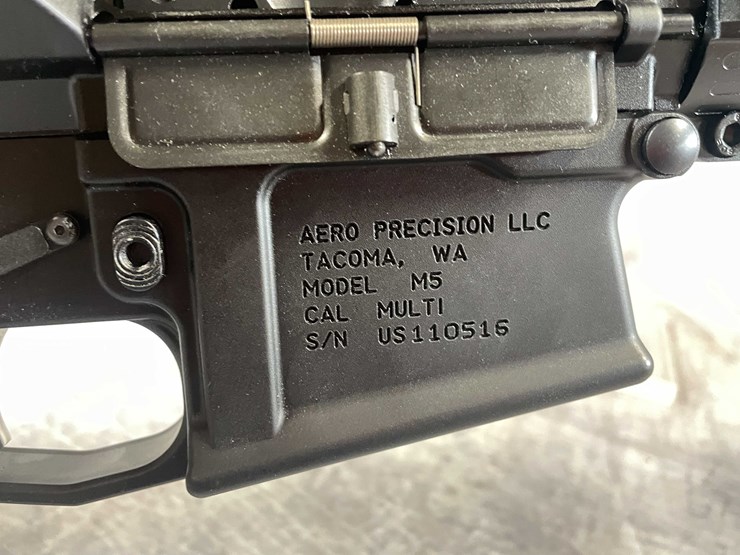 AERO PRECISION LLC
TACOMA, WA
MODEL M5
CAL MULTI
S/N US110516